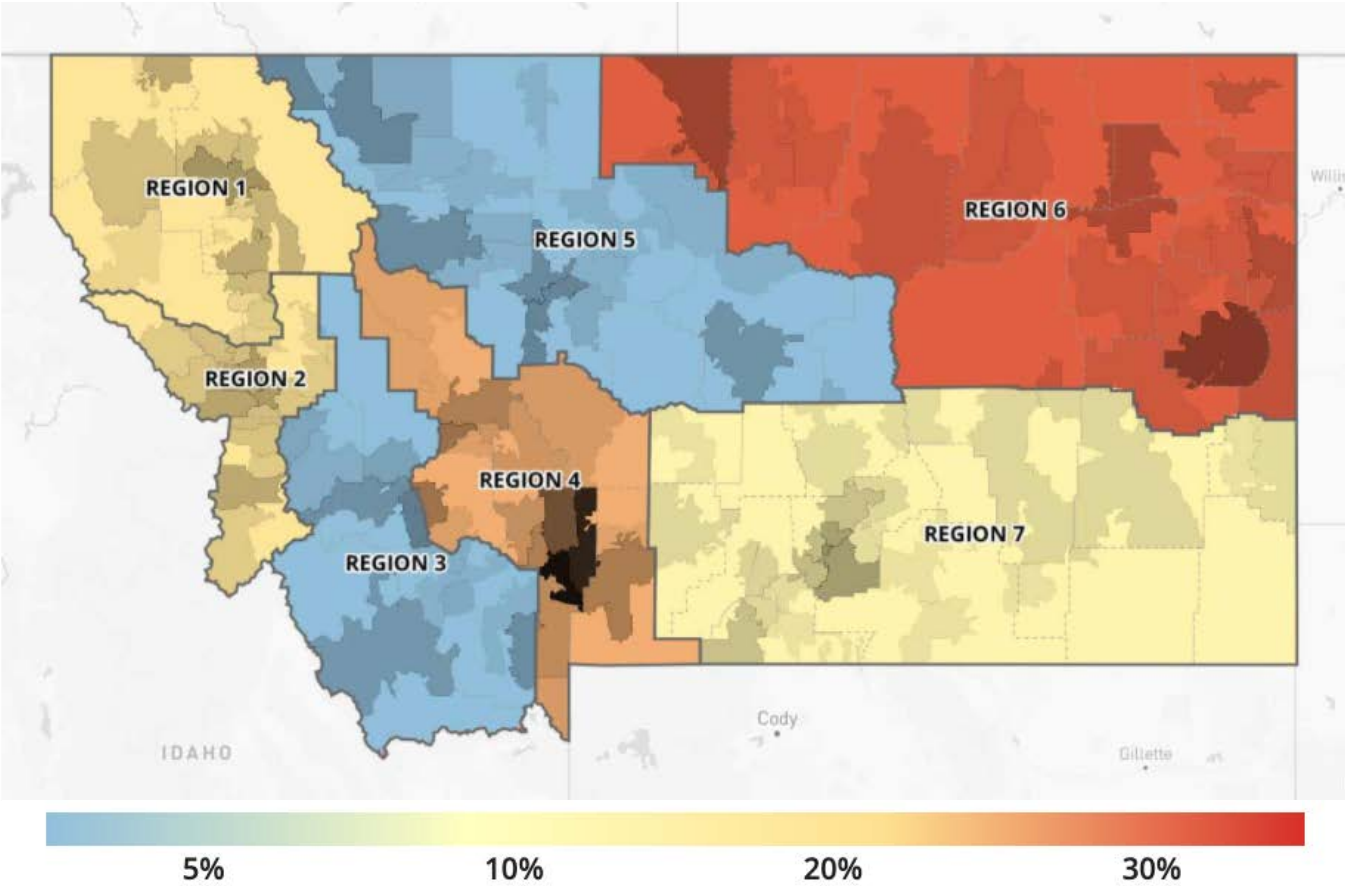 REGION 1
REGION 6
Willis
REGION 5
REGION 2
REGION 4
REGION 7
REGION 3
Cody
IDAHO
Gillette
5% 10% 20% 30%